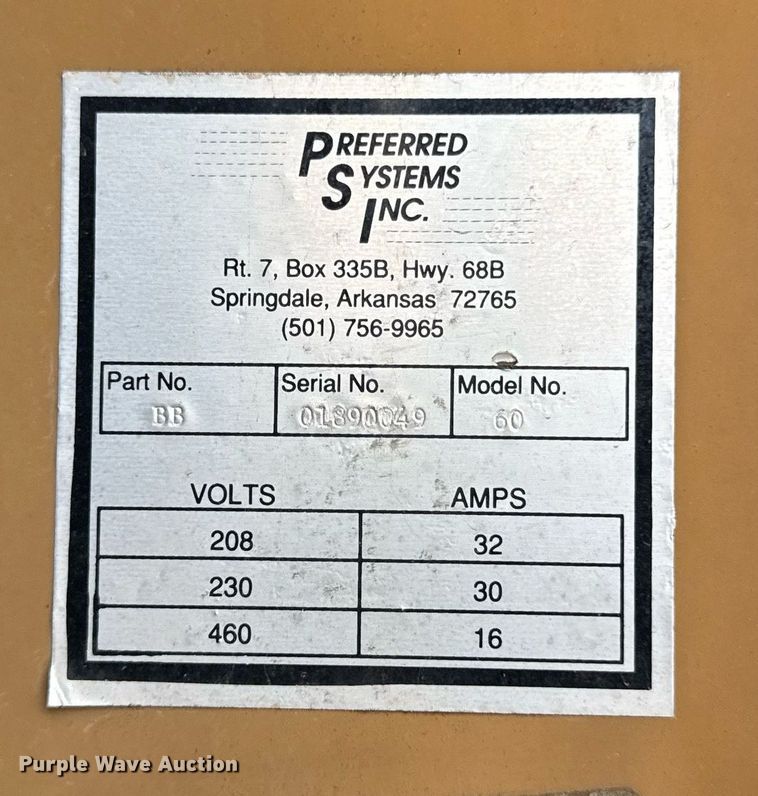 PREFERRED
SYSTEMS
INC.
Rt. 7, Box 335B, Hwy. 68B
Springdale, Arkansas 72765
(501) 756-9965
Part No. Serial No. Model No.
BB 01890049 60
VOLTS AMPS
208 32
230 30
460 16
Purple Wave Auction